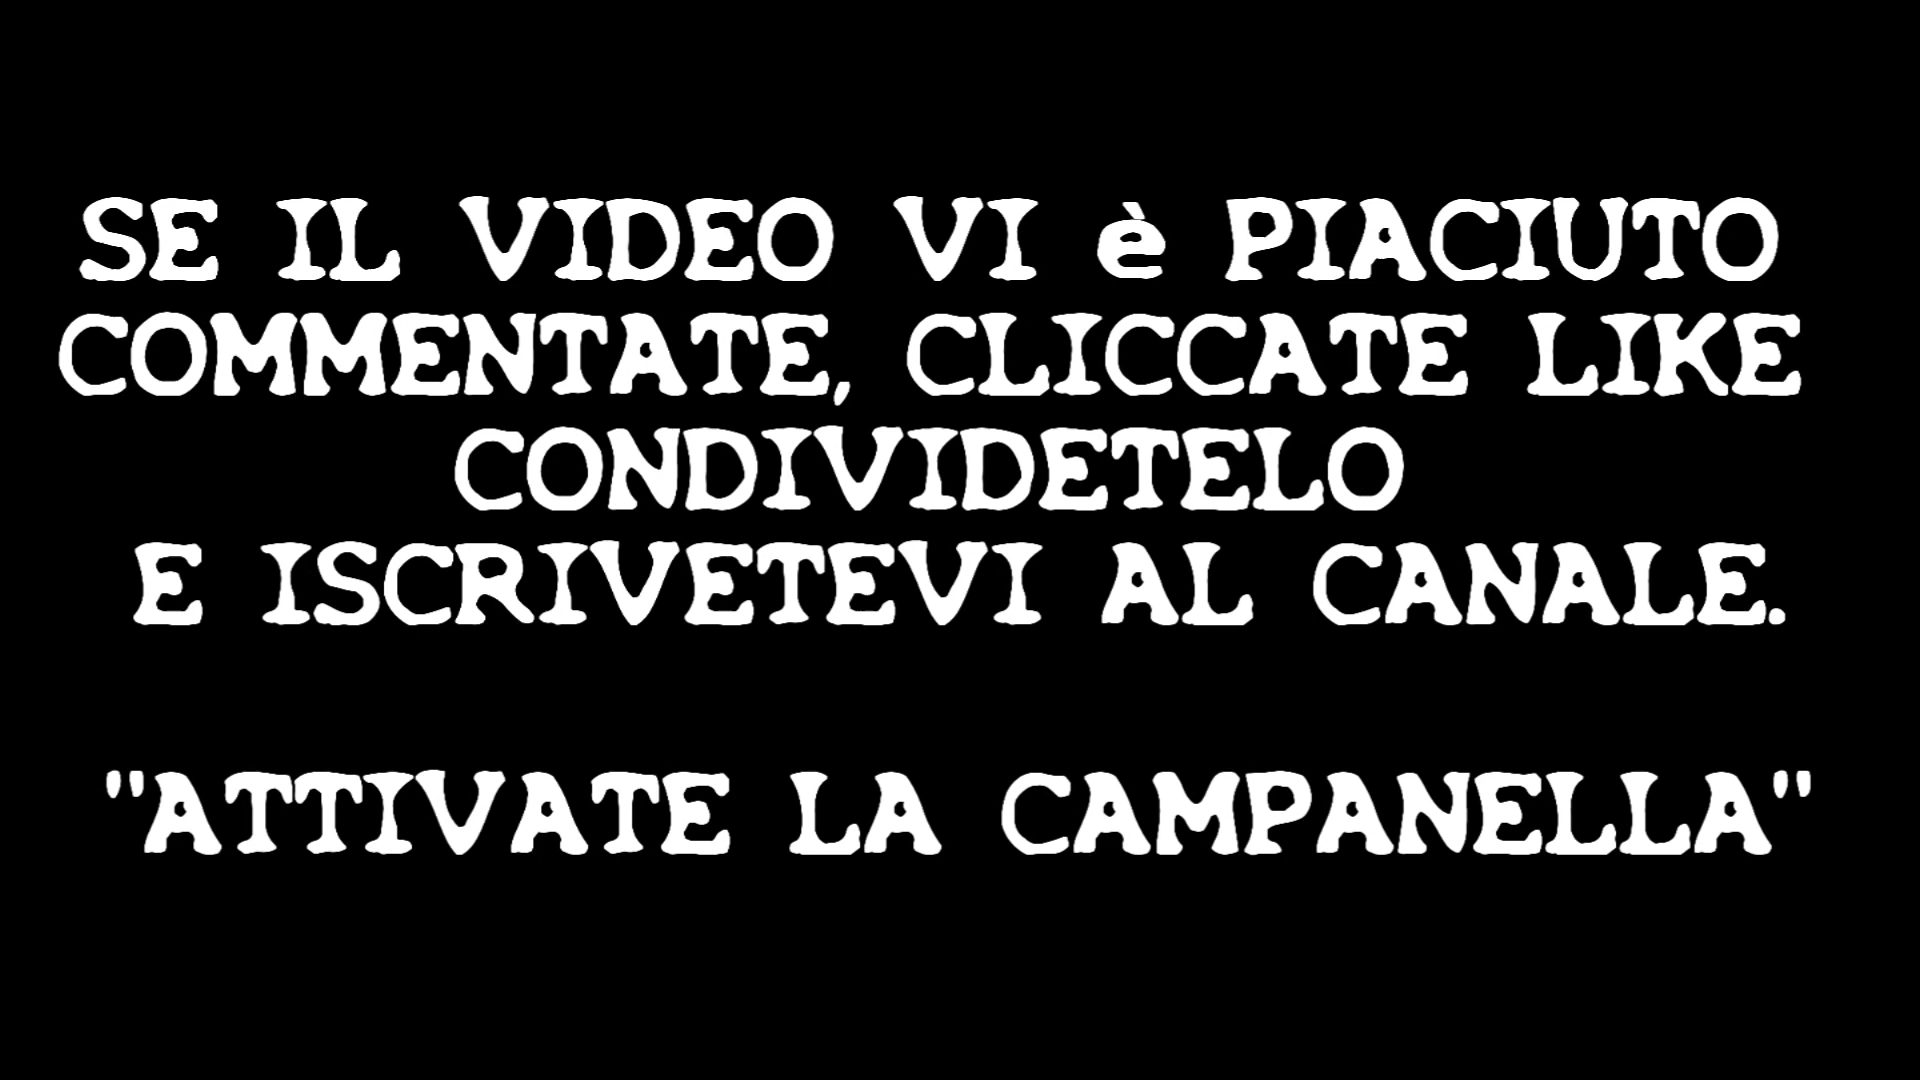 SE IL VIDEO VI è PIACIUTO
COMMENTATE, CLICCATE LIKE
CONDIVIDETELO
E ISCRIVETEVI AL CANALE.
"ATTIVATE LA CAMPANELLA"